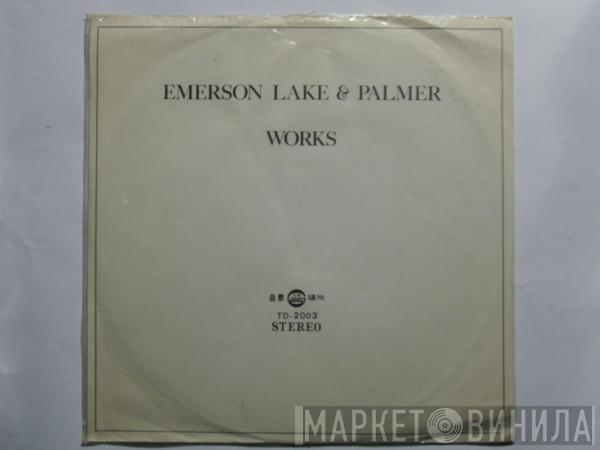 EMERSON LAKE & PALMER
WORKS
TD-2003
STEREO
МАРКЕТ ВИНИЛА